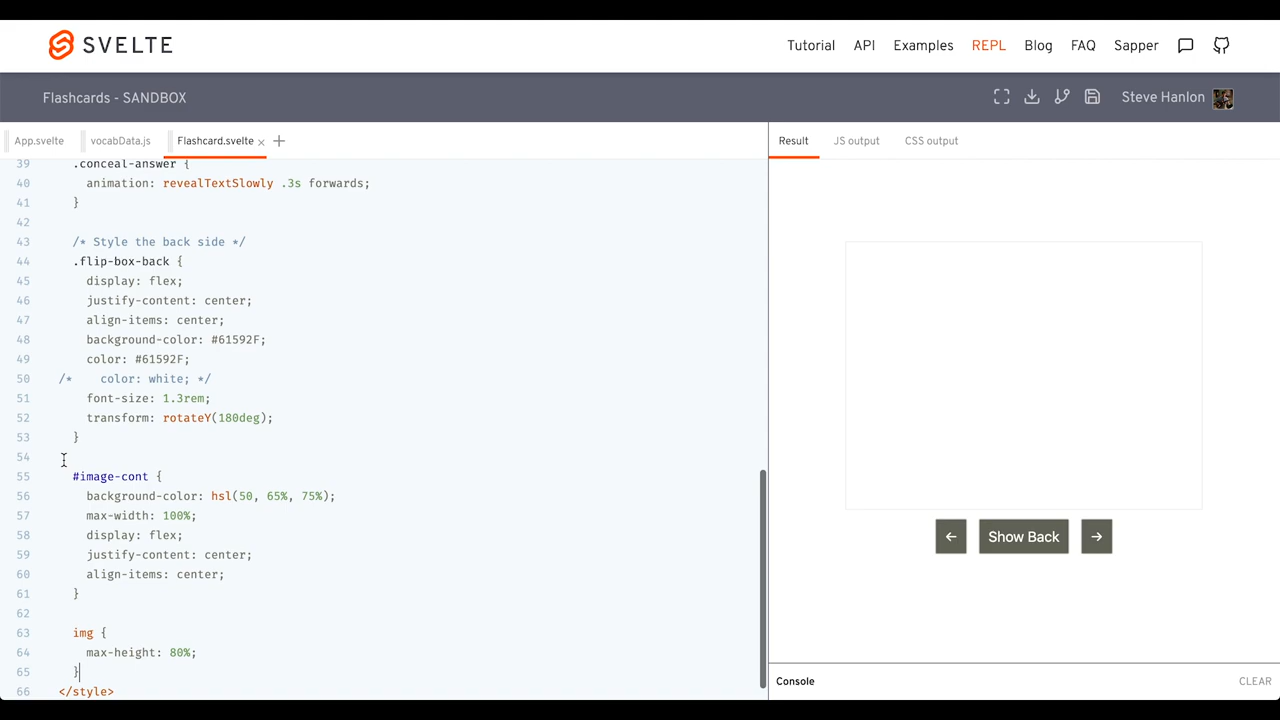 SVELTE
Tutorial API Examples REPL Blog FAQ Sapper
Flashcards - SANDBOX
Steve Hanlon
App.svelte vocabData.js Flashcard.svelte × +
Result JS output CSS output
39 .conceal-answer {
40 animation: revealTextSlowly .3s forwards;
41 }
42
43 /* Style the back side */
44 .flip-box-back {
45 display: flex;
46 justify-content: center;
47 align-items: center;
48 background-color: #61592F;
49 color: #61592F;
50 /* color: white; */
51 font-size: 1.3rem;
52 transform: rotateY(180deg);
53 }
54
55 #image-cont {
56 background-color: hsl(50, 65%, 75%);
57 max-width: 100%;
58 display: flex;
59 justify-content: center;
60 align-items: center;
61 }
62
63 img {
64 max-height: 80%;
65 }
66 </style>
← Show Back →
Console
CLEAR